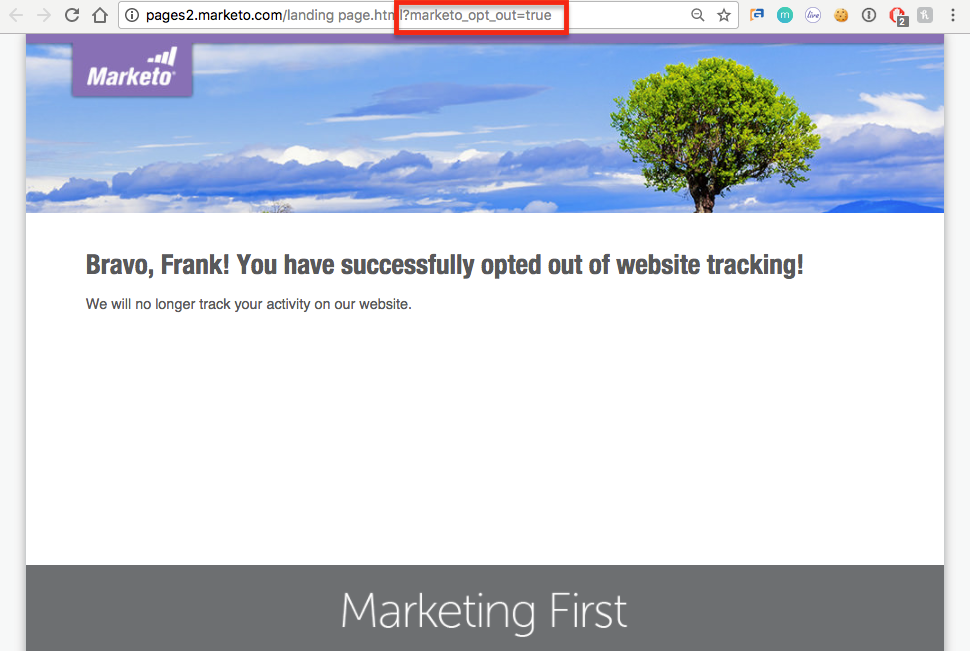 pages2.marketo.com/landing page.html?marketo_opt_out=true
m
live
2
Marketo
Bravo, Frank! You have successfully opted out of website tracking!
We will no longer track your activity on our website.
Marketing First